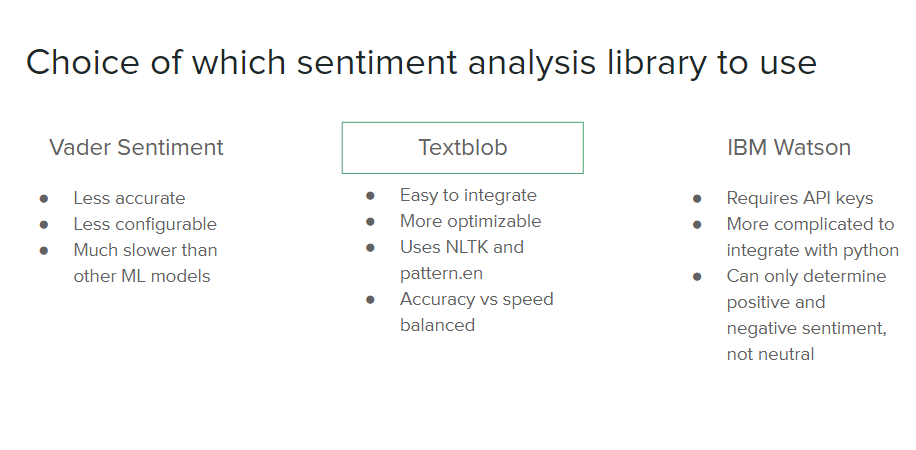 Choice of which sentiment analysis library to use
Vader Sentiment
● Less accurate
● Less configurable
● Much slower than
other ML models
Textblob
● Easy to integrate
● More optimizable
● Uses NLTK and
pattern.en
● Accuracy vs speed
balanced
IBM Watson
● Requires API keys
● More complicated to
integrate with python
● Can only determine
positive and
negative sentiment,
not neutral